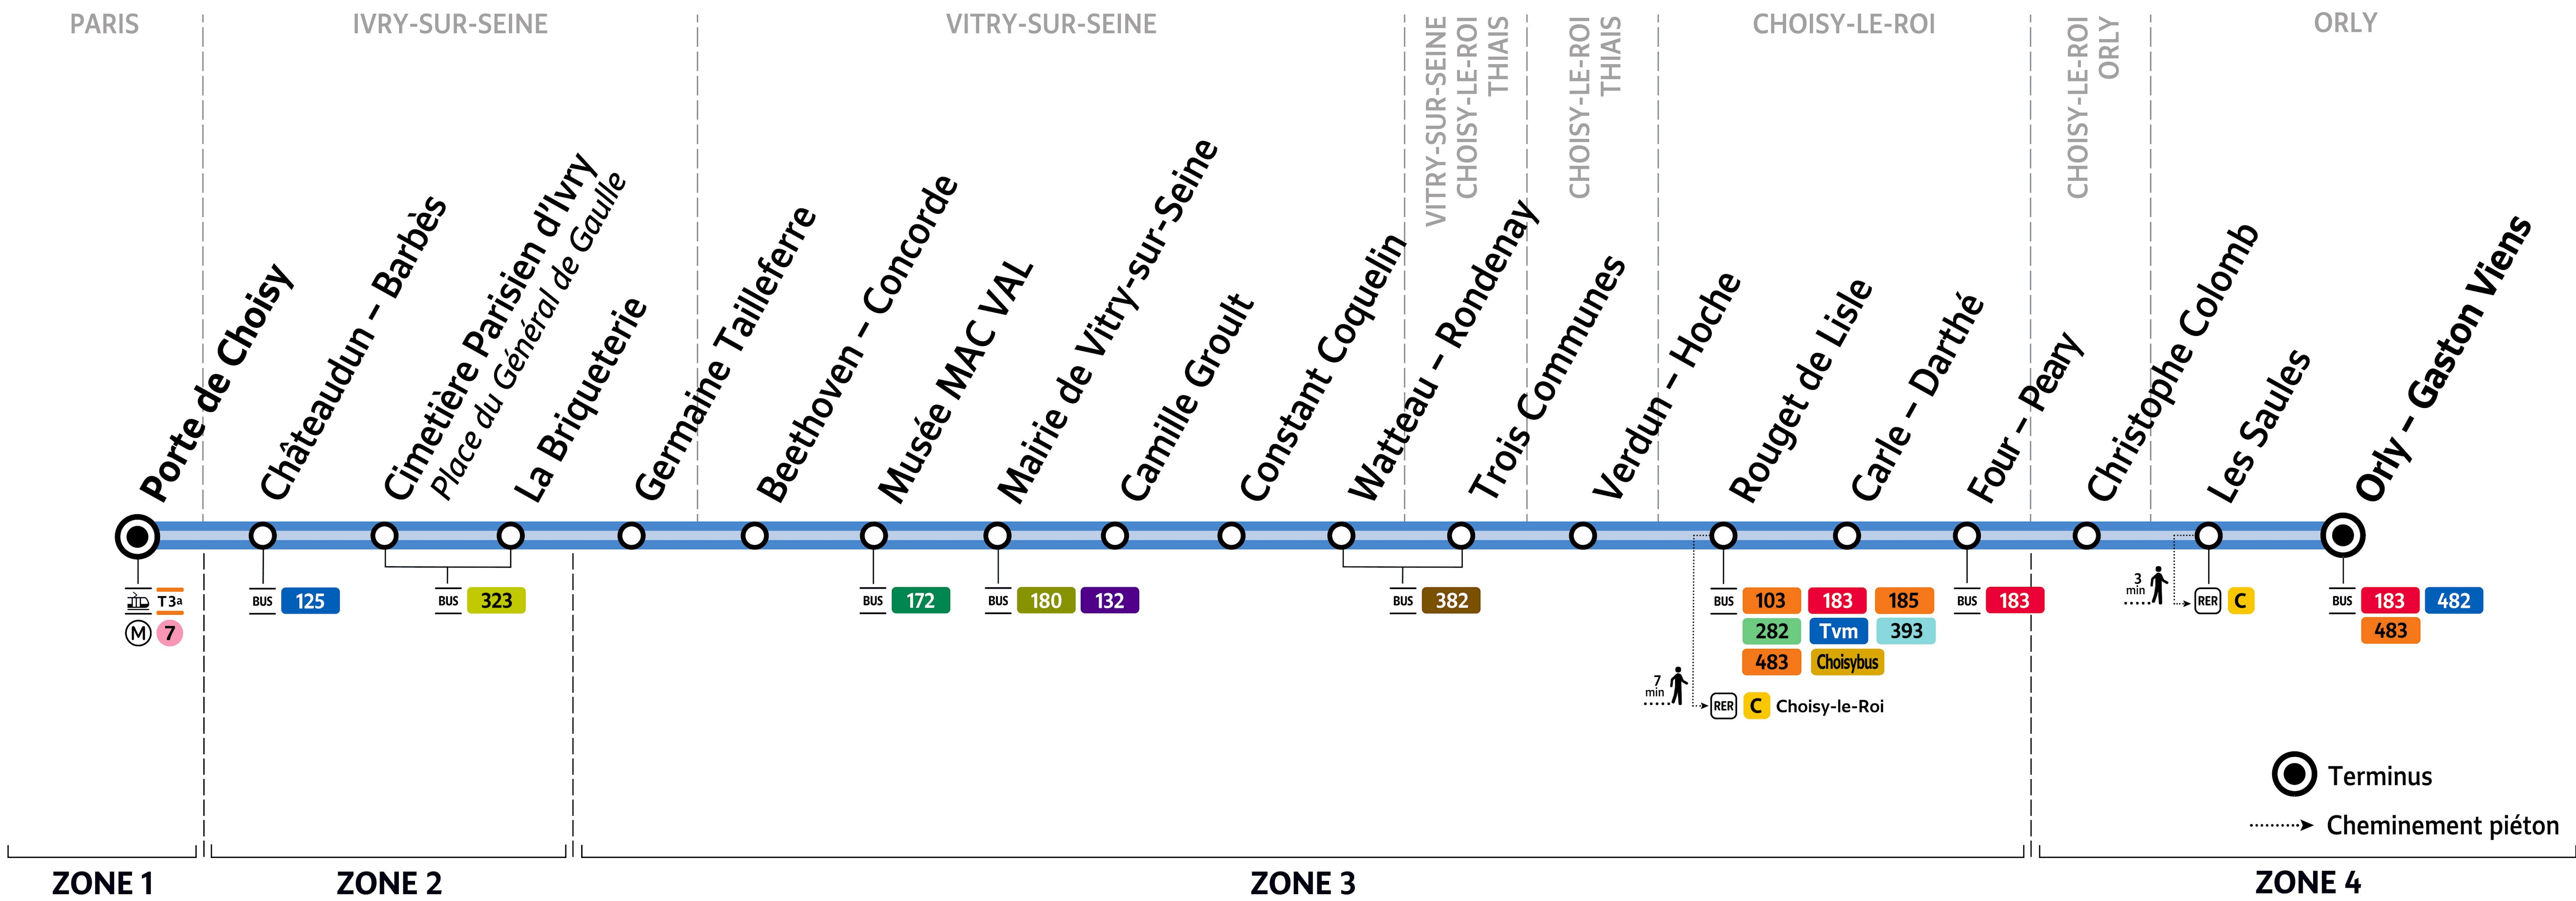 PARIS
IVRY-SUR-SEINE
VITRY-SUR-SEINE
VITRY-SUR-SEINE
CHOISY-LE-ROI
THIAIS
CHOISY-LE-ROI
THIAIS
CHOISY-LE-ROI
CHOISY-LE-ROI
ORLY
ORLY
Porte de Choisy
Châteaudun – Barbès
Cimetière Parisien d'Ivry
Place du Général de Gaulle
La Briqueterie
Germaine Tailleferre
Beethoven – Concorde
Musée MAC VAL
Mairie de Vitry-sur-Seine
Camille Groult
Constant Coquelin
Watteau – Rondenay
Trois Communes
Verdun – Hoche
Rouget de Lisle
Carle – Darthé
Four – Peary
Christophe Colomb
Les Saules
Orly – Gaston Viens
T3a
M 7
BUS 125
BUS 323
BUS 172
BUS 180 132
BUS 382
BUS 103 183 185
282 Tvm 393
483 Choisybus
7
min
RER C Choisy-le-Roi
BUS 183
3
min
RER C
BUS 183 482
483
Terminus
Cheminement piéton
ZONE 1
ZONE 2
ZONE 3
ZONE 4